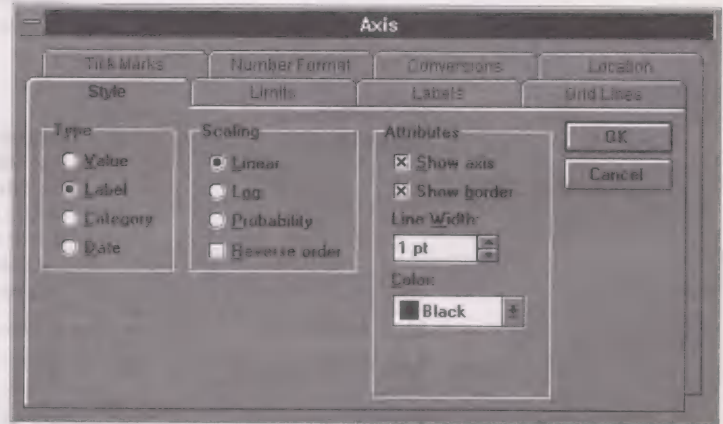 Axis
Tick Marks Number Format Conversions Location
Style Limits Labels Grid Lines
Type
Value
Label
Category
Date
Scaling
Linear
Log
Probability
Reverse order
Attributes
Show axis
Show border
Line Width:
1 pt
Color:
Black
OK
Cancel